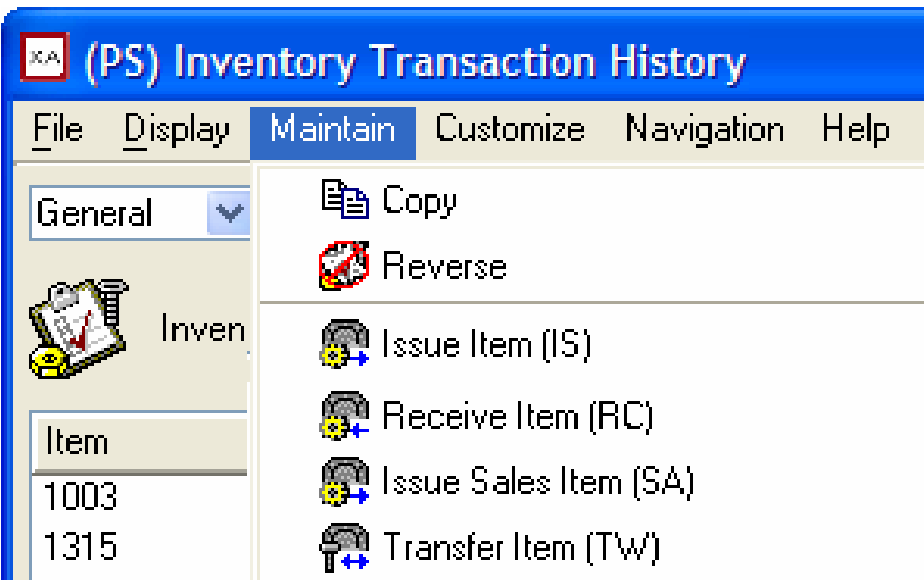 XA (PS) Inventory Transaction History
File Display Maintain Customize Navigation Help
General
Copy
Reverse
Inven
Issue Item (IS)
Receive Item (RC)
Issue Sales Item (SA)
Transfer Item (TW)
Item
1003
1315